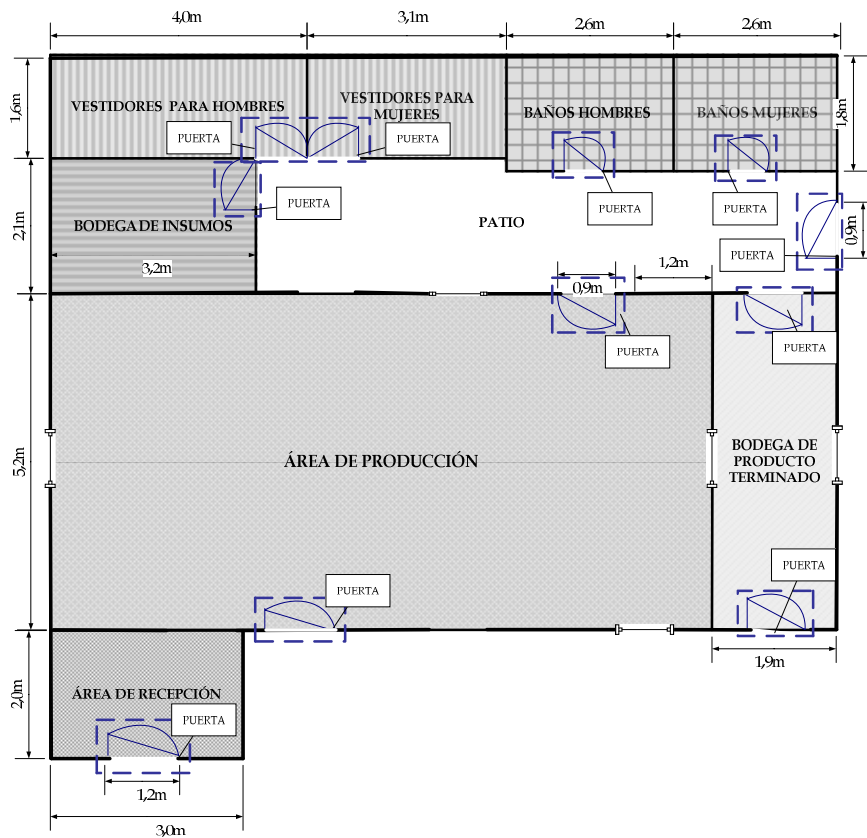 4,0m
3,1m
2,6m
2,6m
1,6m
VESTIDORES PARA HOMBRES
VESTIDORES PARA
MUJERES
BAÑOS HOMBRES
BAÑOS MUJERES
1,8m
PUERTA
PUERTA
PUERTA
PUERTA
PUERTA
2,1m
BODEGA DE INSUMOS
PATIO
0,9m
PUERTA
3,2m
1,2m
0,9m
PUERTA
PUERTA
5,2m
ÁREA DE PRODUCCIÓN
BODEGA DE
PRODUCTO
TERMINADO
PUERTA
PUERTA
1,9m
2,0m
ÁREA DE RECEPCIÓN
PUERTA
1,2m
3,0m